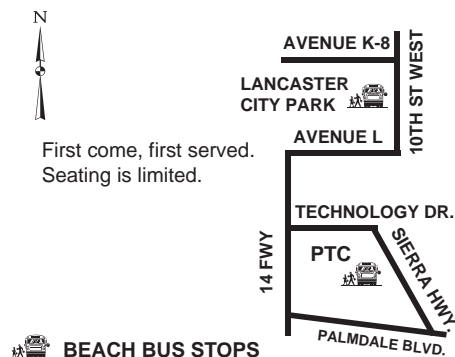 N
AVENUE K-8
LANCASTER
CITY PARK
10TH ST WEST
AVENUE L
First come, first served.
Seating is limited.
TECHNOLOGY DR.
14 FWY
PTC
SIERRA HWY.
PALMDALE BLVD.
BEACH BUS STOPS